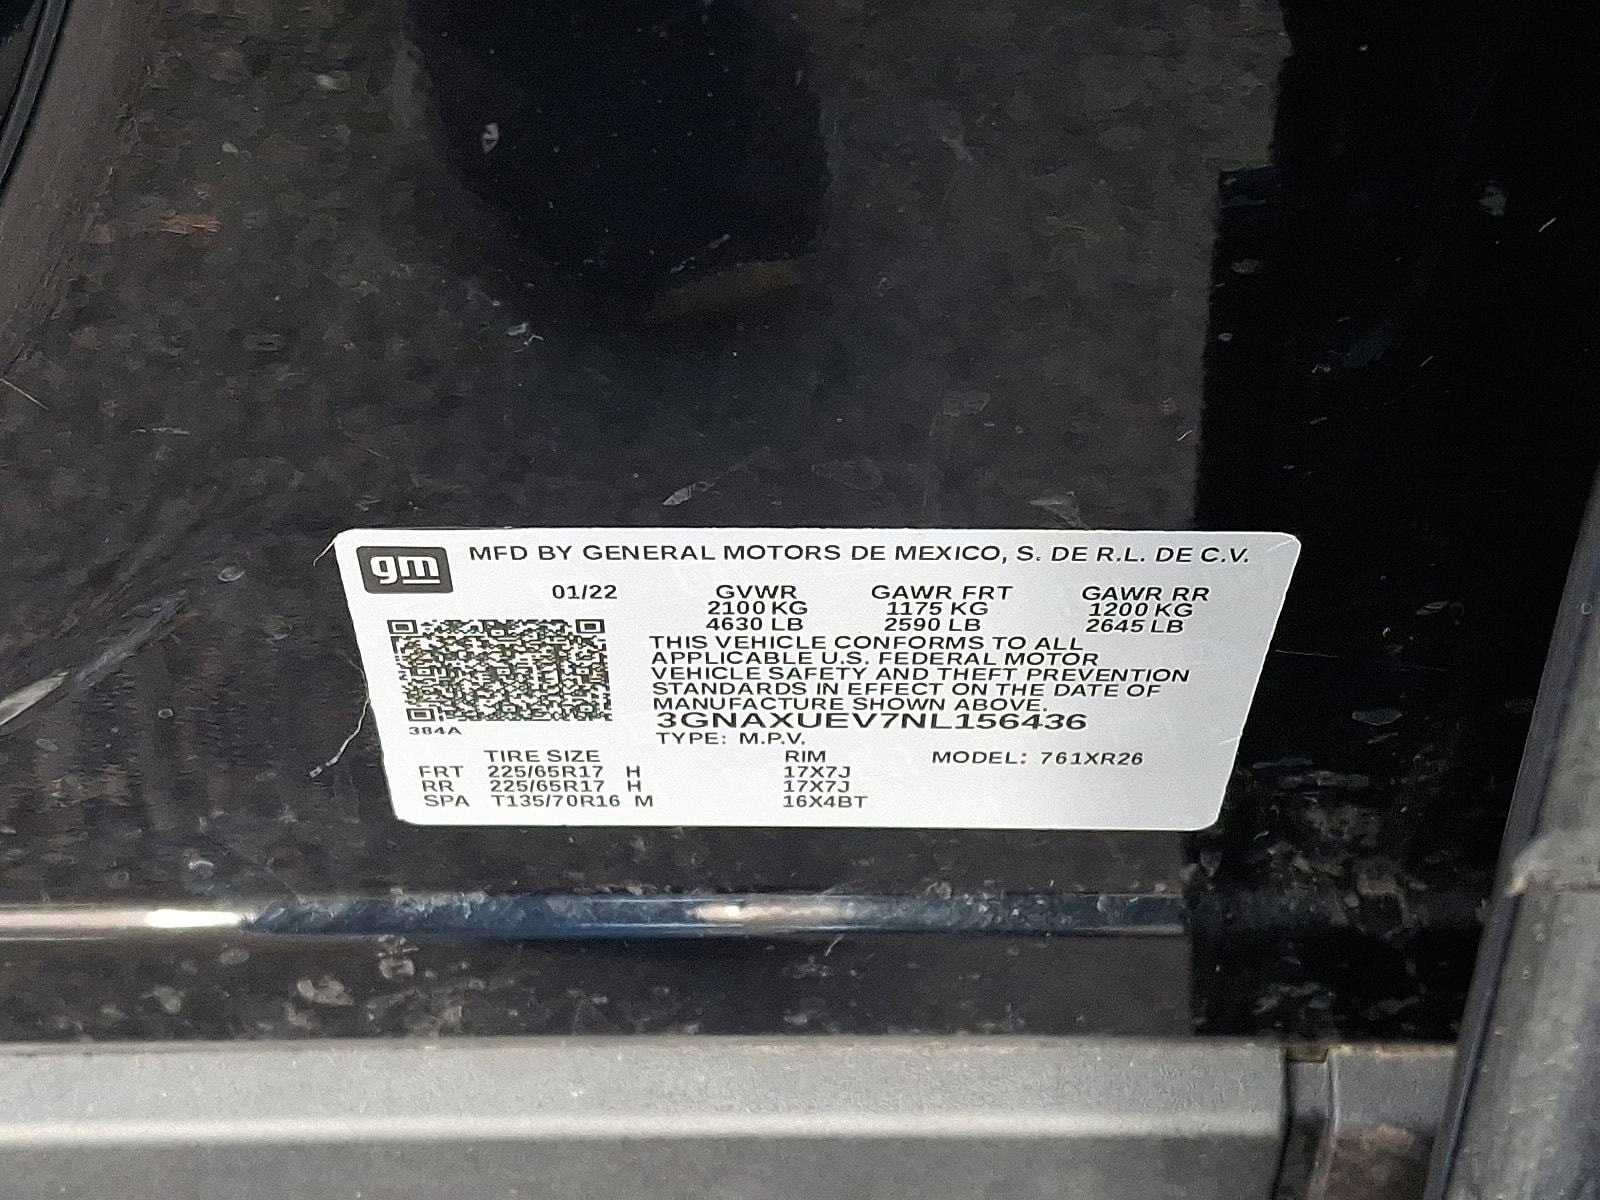 gm MFD BY GENERAL MOTORS DE MEXICO, S. DE R.L. DE C.V.
01/22 GVWR GAWR FRT GAWR RR
2100 KG 1175 KG 1200 KG
4630 LB 2590 LB 2645 LB
THIS VEHICLE CONFORMS TO ALL
APPLICABLE U.S. FEDERAL MOTOR
VEHICLE SAFETY AND THEFT PREVENTION
STANDARDS IN EFFECT ON THE DATE OF
MANUFACTURE SHOWN ABOVE.
3GNAXUEV7NL156436
384A
TYPE: M.P.V.
TIRE SIZE RIM MODEL: 761XR26
FRT 225/65R17 H 17X7J
RR 225/65R17 H 17X7J
SPA T135/70R16 M 16X4BT